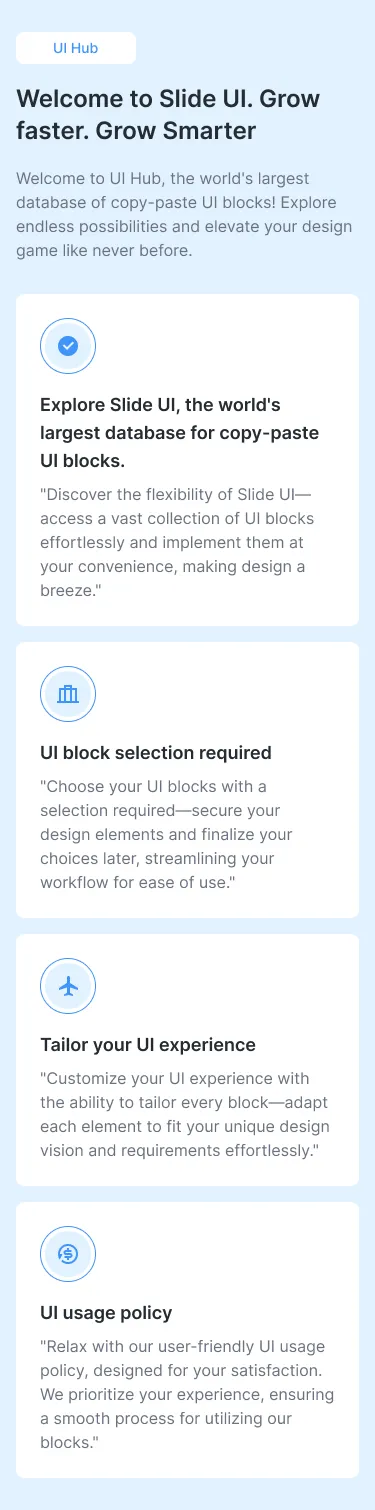 UI Hub
Welcome to Slide UI. Grow
faster. Grow Smarter
Welcome to UI Hub, the world's largest
database of copy-paste UI blocks! Explore
endless possibilities and elevate your design
game like never before.
Explore Slide UI, the world's
largest database for copy-paste
UI blocks.
"Discover the flexibility of Slide UI—
access a vast collection of UI blocks
effortlessly and implement them at
your convenience, making design a
breeze."
UI block selection required
"Choose your UI blocks with a
selection required—secure your
design elements and finalize your
choices later, streamlining your
workflow for ease of use."
Tailor your UI experience
"Customize your UI experience with
the ability to tailor every block—adapt
each element to fit your unique design
vision and requirements effortlessly."
UI usage policy
"Relax with our user-friendly UI usage
policy, designed for your satisfaction.
We prioritize your experience, ensuring
a smooth process for utilizing our
blocks."